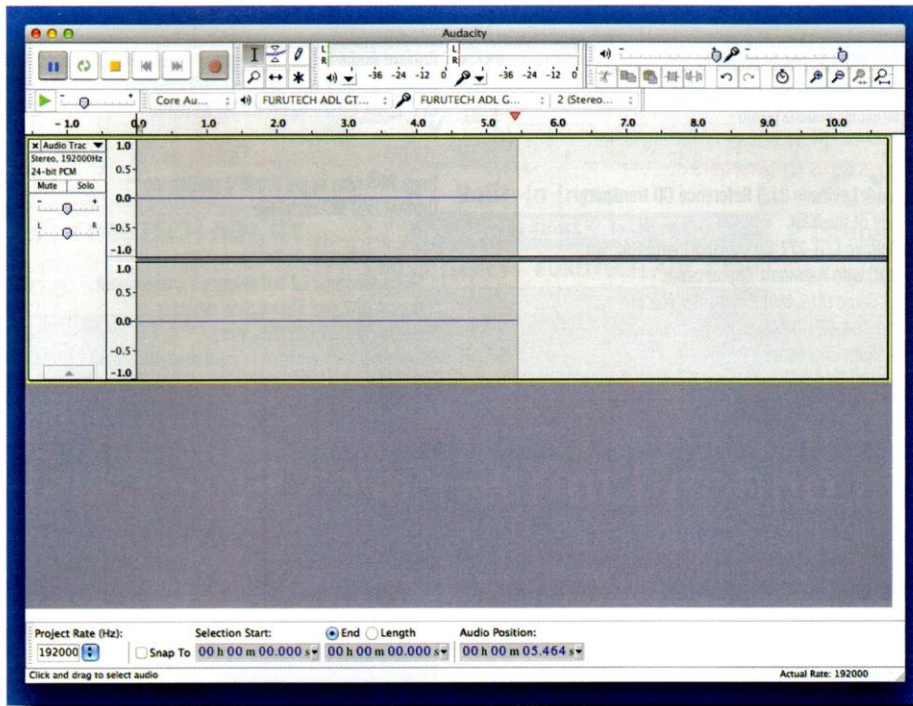 Audacity
L
R
L
R
-36 -24 -12 0
-36 -24 -12 0
Core Au...
FURUTECH ADL GT...
FURUTECH ADL G...
2 (Stereo...
- 1.0 0.0 1.0 2.0 3.0 4.0 5.0 6.0 7.0 8.0 9.0 10.0
Audio Trac
Stereo, 192000Hz
24-bit PCM
Mute Solo
- +
L R
1.0
0.5-
0.0-
-0.5-
-1.0
1.0
0.5-
0.0-
-0.5-
-1.0
Project Rate (Hz):
192000
Snap To
Selection Start:
00 h 00 m 00.000 s
End Length
00 h 00 m 00.000 s
Audio Position:
00 h 00 m 05.464 s
Click and drag to select audio
Actual Rate: 192000